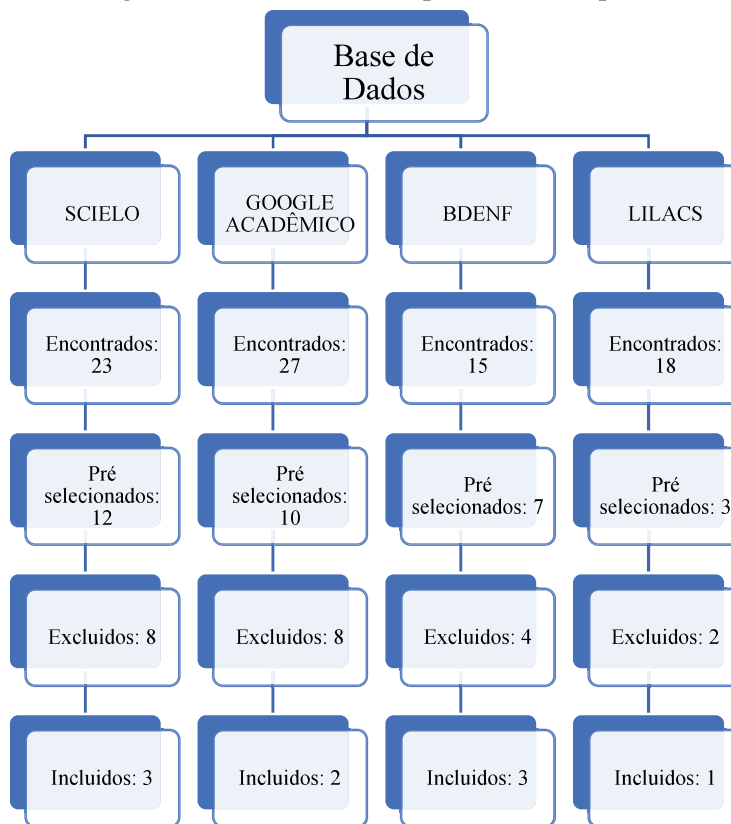 Base de
Dados
SCIELO
GOOGLE
ACADÊMICO
BDENF
LILACS
Encontrados:
23
Encontrados:
27
Encontrados:
15
Encontrados:
18
Pré
selecionados:
12
Pré
selecionados:
10
Pré
selecionados: 7
Pré
selecionados: 3
Excluidos: 8
Excluidos: 8
Excluidos: 4
Excluidos: 2
Incluidos: 3
Incluidos: 2
Incluidos: 3
Incluidos: 1